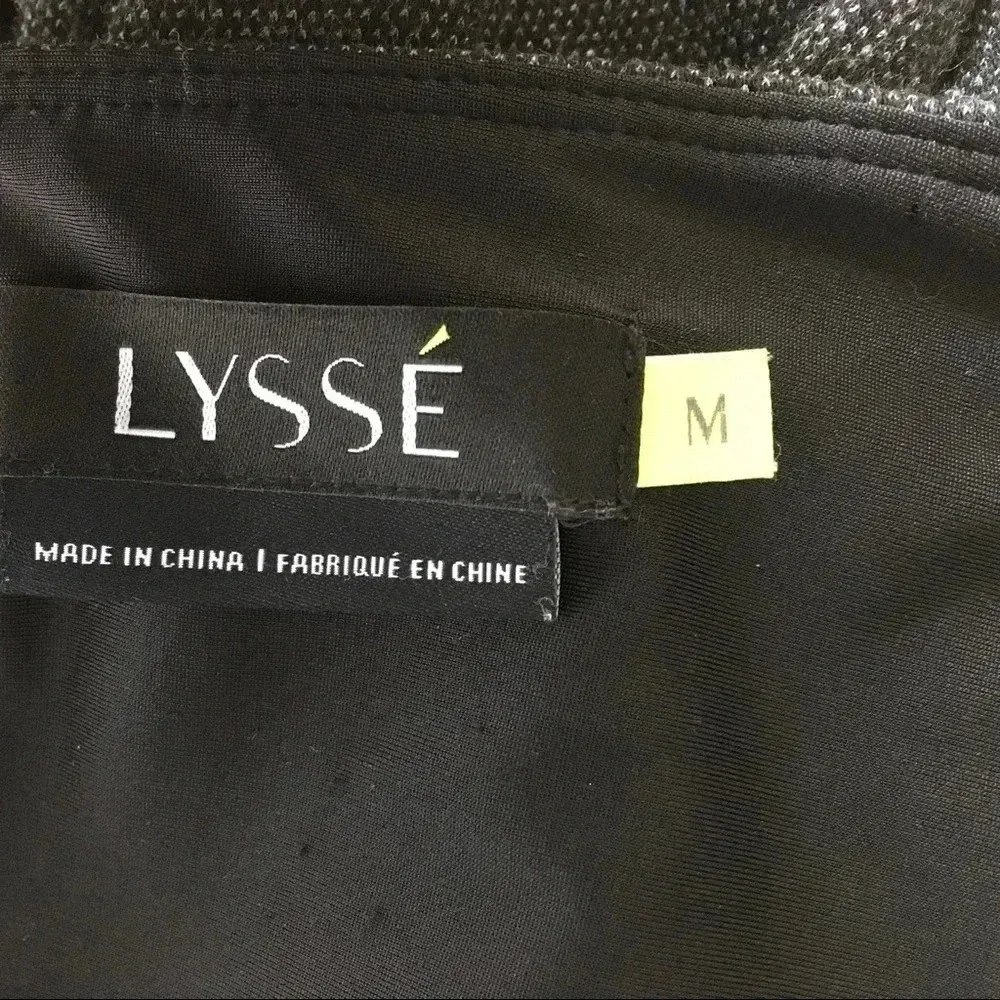 LYSSÉ
M
MADE IN CHINA | FABRIQUÉ EN CHINE